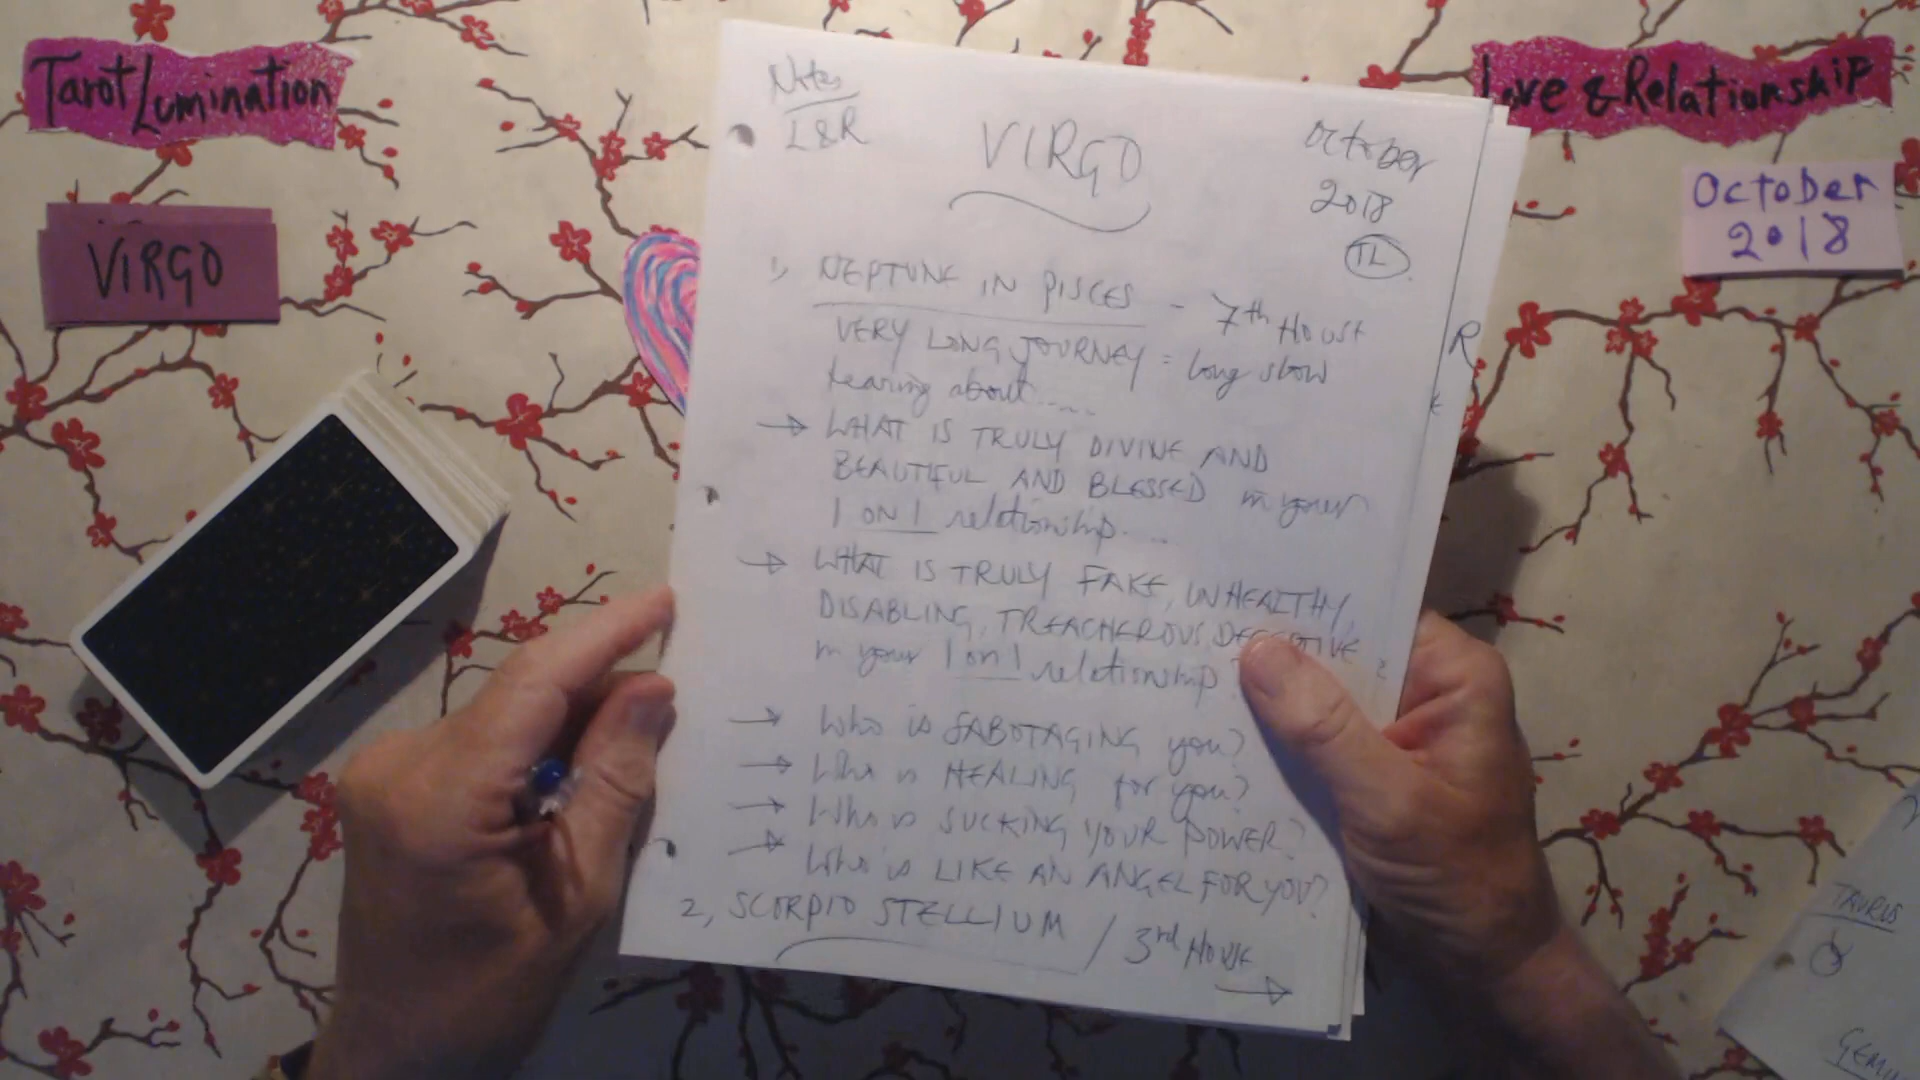 Tarot Lumination
Love & Relationship
VIRGO
October
2018
Notes
L&R
VIRGO
October
2018
TL
1, NEPTUNE IN PISCES - 7th House
VERY LONG JOURNEY = long slow
tearing about.....
→ WHAT IS TRULY DIVINE AND
BEAUTIFUL AND BLESSED in your
1 ON 1 relationship....
→ WHAT IS TRULY FAKE, UNHEALTHY,
DISABLING, TREACHEROUS, DECEPTIVE
in your 1 on 1 relationship?
→ Who is SABOTAGING you?
→ Who is HEALING for you?
→ Who is SUCKING YOUR POWER?
→ Who is LIKE AN ANGEL FOR YOU?
2, SCORPIO STELLIUM / 3rd House
→
R
TAURUS